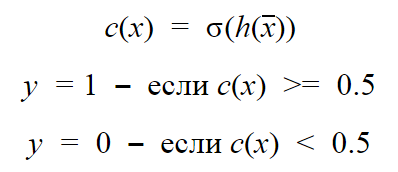 c(x) = σ(h(x̅))
y = 1 – если c(x) >= 0.5
y = 0 – если c(x) < 0.5